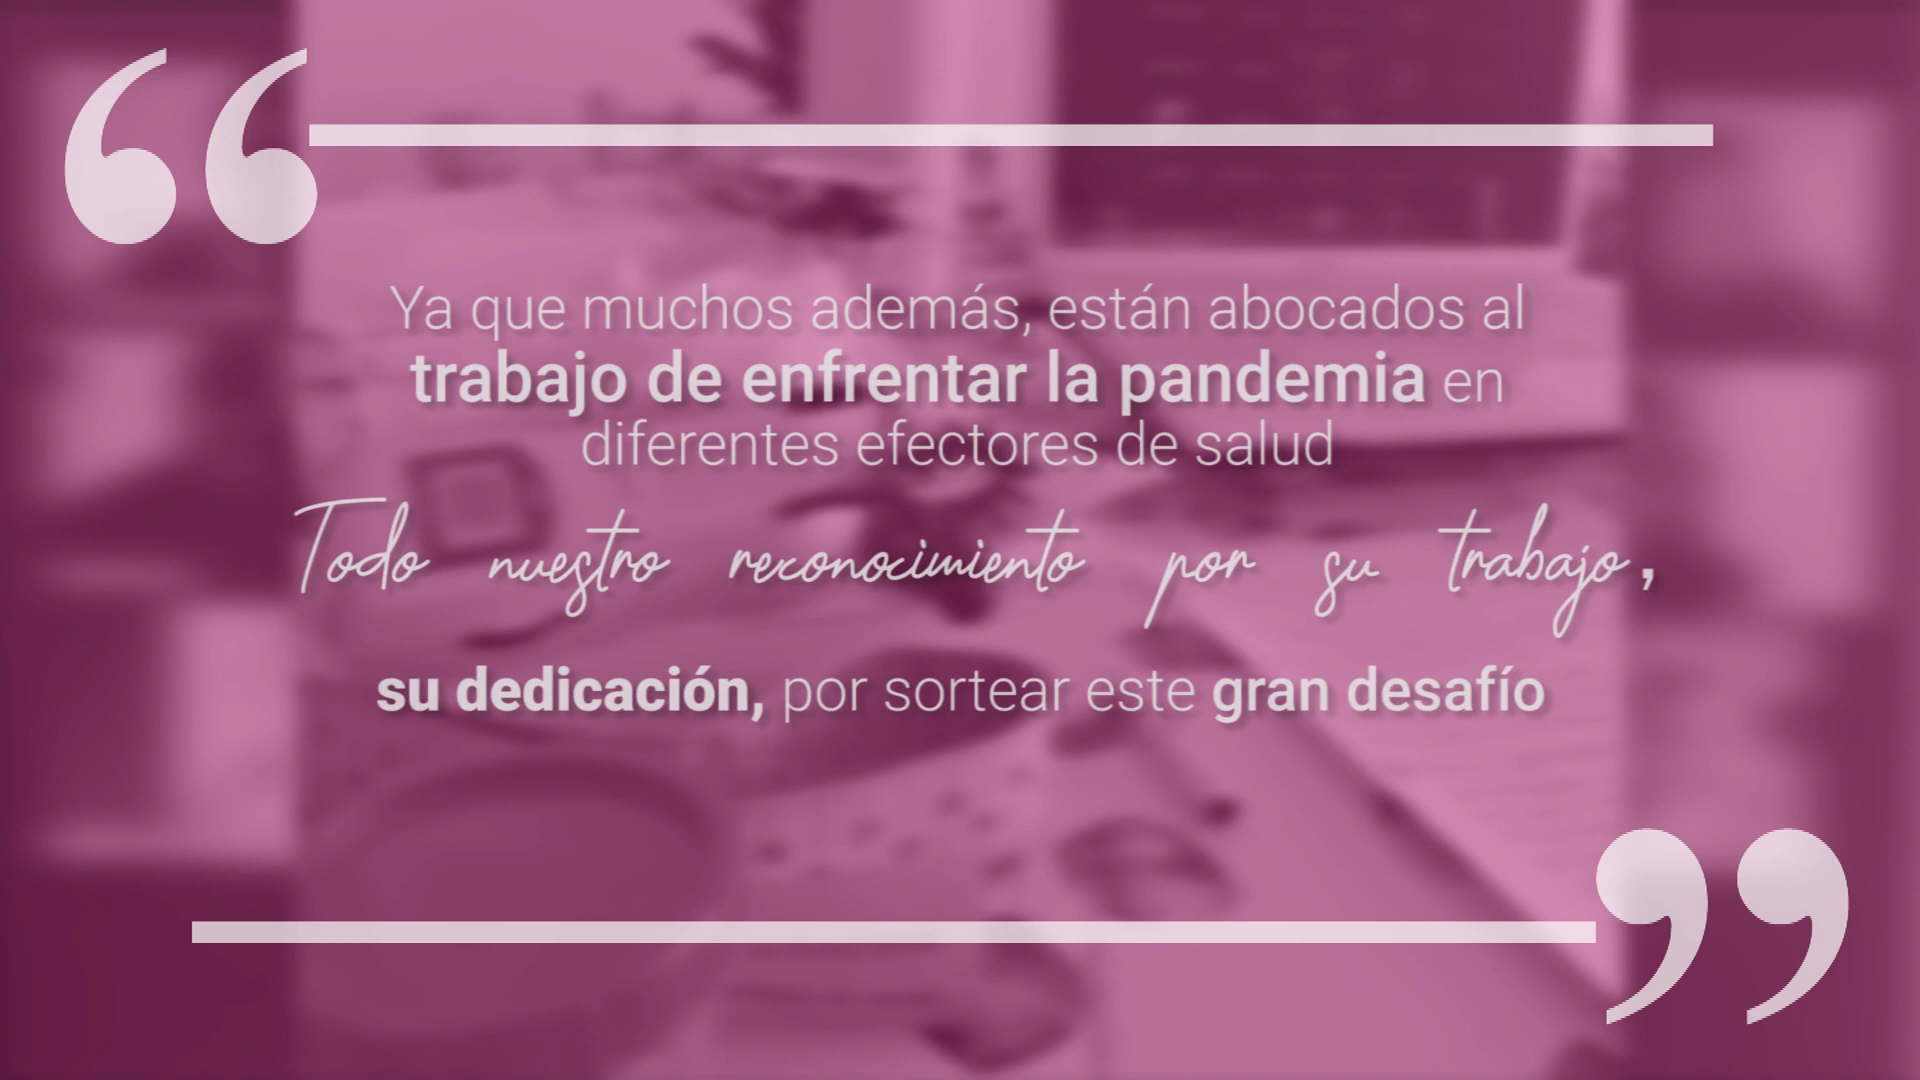 “
Ya que muchos además, están abocados al
trabajo de enfrentar la pandemia en
diferentes efectores de salud
Todo nuestro reconocimiento por su trabajo,
su dedicación, por sortear este gran desafío
”